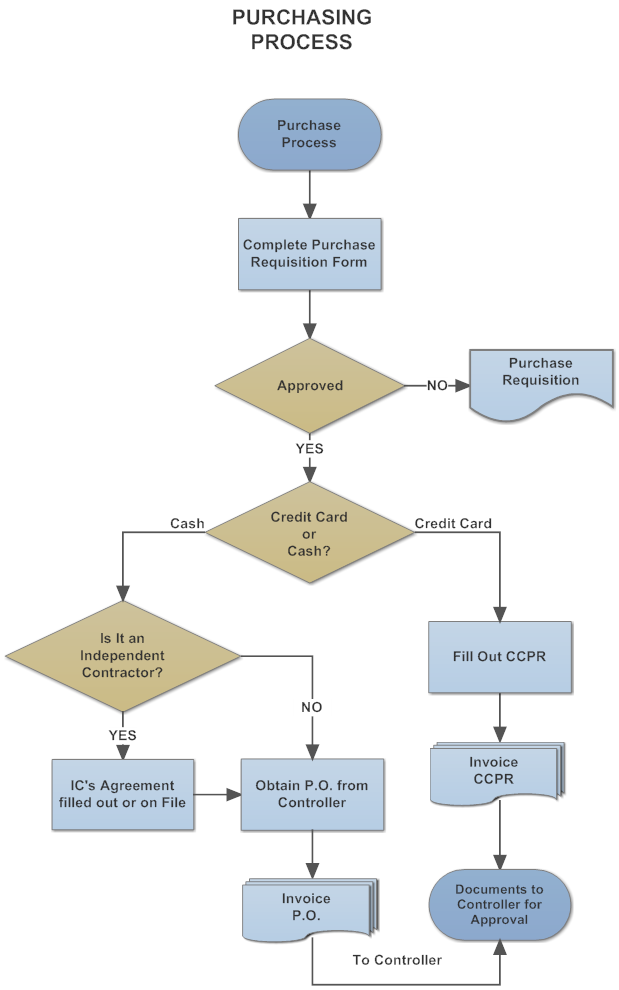 PURCHASING
PROCESS
Purchase
Process
Complete Purchase
Requisition Form
Approved
NO
Purchase
Requisition
YES
Credit Card
or
Cash?
Cash
Credit Card
Is It an
Independent
Contractor?
Fill Out CCPR
NO
YES
Invoice
CCPR
IC's Agreement
filled out or on File
Obtain P.O. from
Controller
Invoice
P.O.
Documents to
Controller for
Approval
To Controller